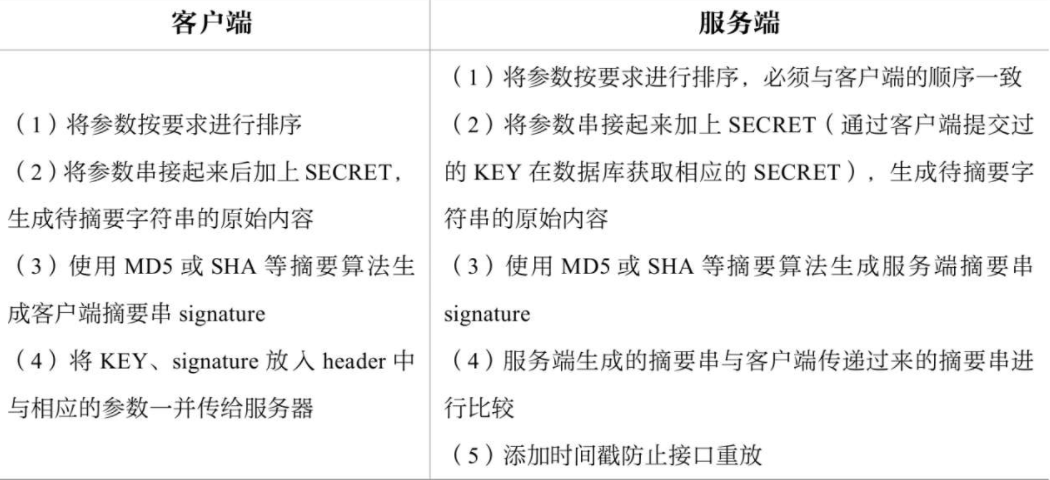 客户端
服务端
（1）将参数按要求进行排序
（2）将参数串接起来后加上 SECRET，
生成待摘要字符串的原始内容
（3）使用 MD5 或 SHA 等摘要算法生
成客户端摘要串 signature
（4）将 KEY、signature 放入 header 中
与相应的参数一并传给服务器
（1）将参数按要求进行排序，必须与客户端的顺序一致
（2）将参数串接起来加上 SECRET（通过客户端提交过
的 KEY 在数据库获取相应的 SECRET），生成待摘要字
符串的原始内容
（3）使用 MD5 或 SHA 等摘要算法生成服务端摘要串
signature
（4）服务端生成的摘要串与客户端传递过来的摘要串进
行比较
（5）添加时间戳防止接口重放